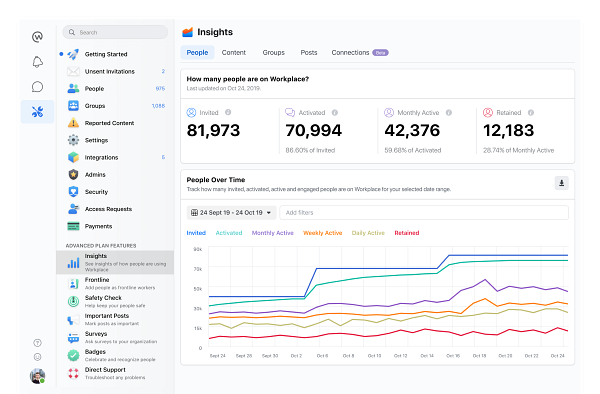 Search
Getting Started
Unsent Invitations 2
People 975
Groups 1,088
Reported Content
Settings
Integrations 5
Admins
Security
Access Requests
Payments
ADVANCED PLAN FEATURES
Insights
See insights of how people are using
Workplace
Frontline
Add people as frontline workers
Safety Check
Help keep your people safe
Important Posts
Mark posts as important
Surveys
Ask surveys to your organization
Badges
Celebrate and recognize people
Direct Support
Troubleshoot any problems
Insights
People Content Groups Posts Connections Beta
How many people are on Workplace?
Last updated on Oct 24, 2019.
Invited Activated Monthly Active Retained
81,973 70,994 42,376 12,183
86.60% of Invited 59.68% of Activated 28.74% of Monthly Active
People Over Time
Track how many invited, activated, active and engaged people are on Workplace for your selected date range.
24 Sept 19 - 24 Oct 19 Add filters
Invited Activated Monthly Active Weekly Active Daily Active Retained
90k
70k
50k
30k
15k
0
Sept 24 Sept 26 Sept 30 Oct 2 Oct 4 Oct 6 Oct 8 Oct 10 Oct 12 Oct 14 Oct 16 Oct 18 Oct 20 Oct 22 Oct 24